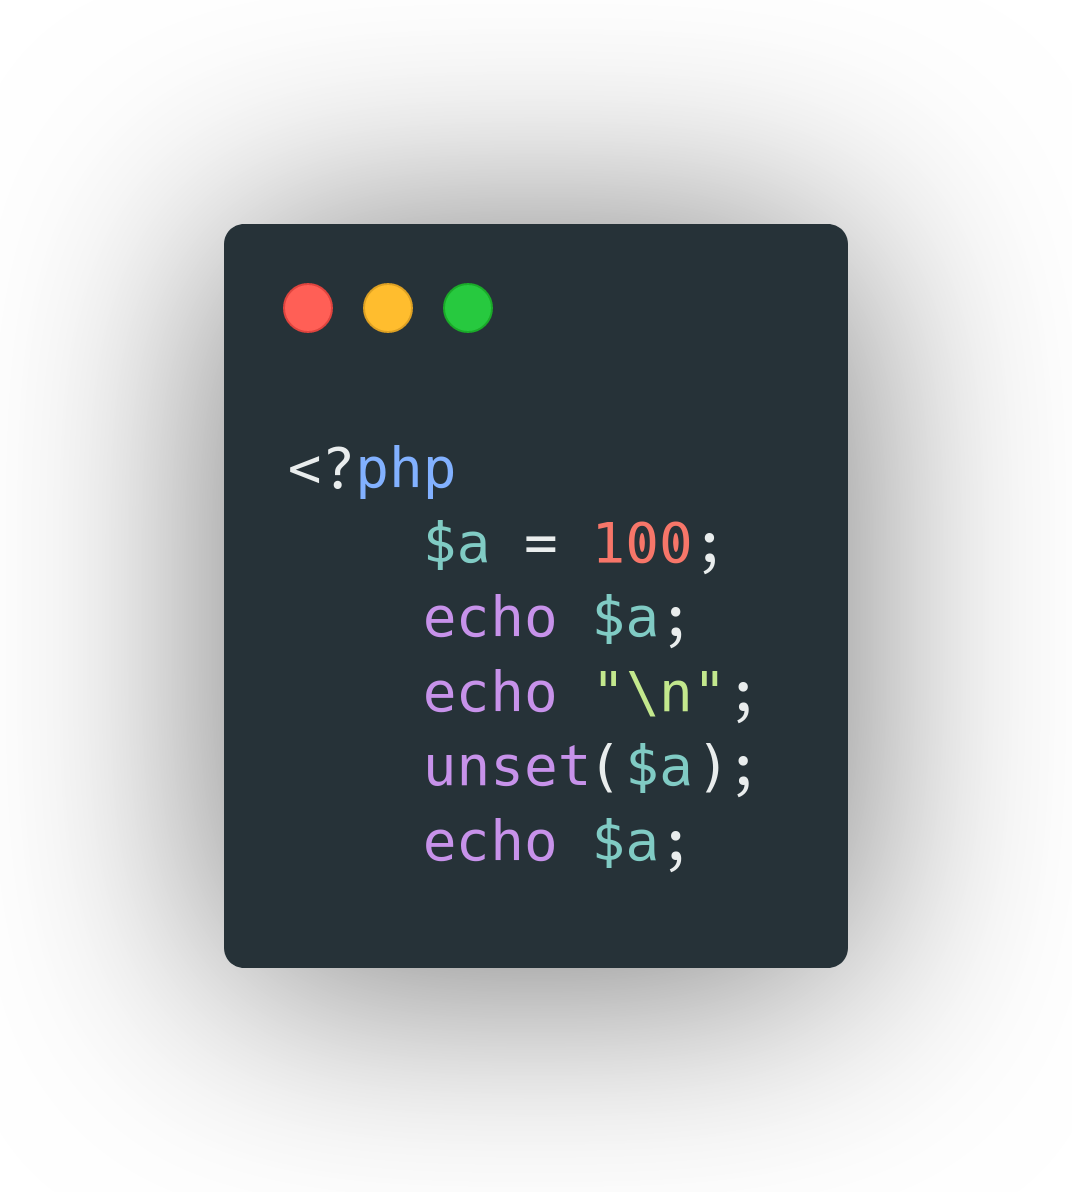 <?php
    $a = 100;
    echo $a;
    echo "\n";
    unset($a);
    echo $a;